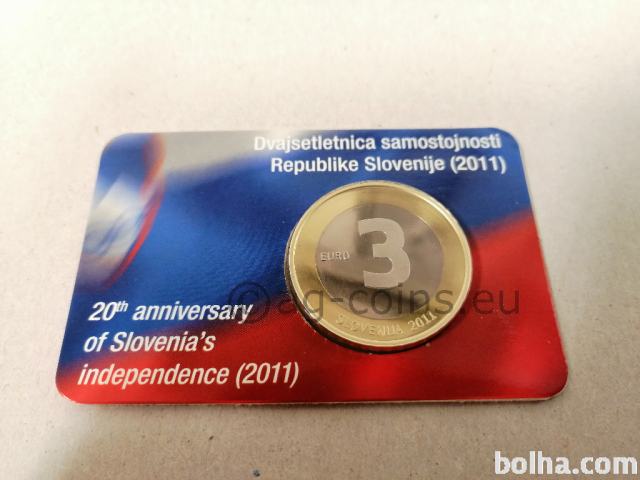 Dvajsetletnica samostojnosti
Republike Slovenije (2011)
3
EURO
SLOVENIJA 2011
©ag-coins.eu
20th anniversary
of Slovenia's
independence (2011)
bolha.com